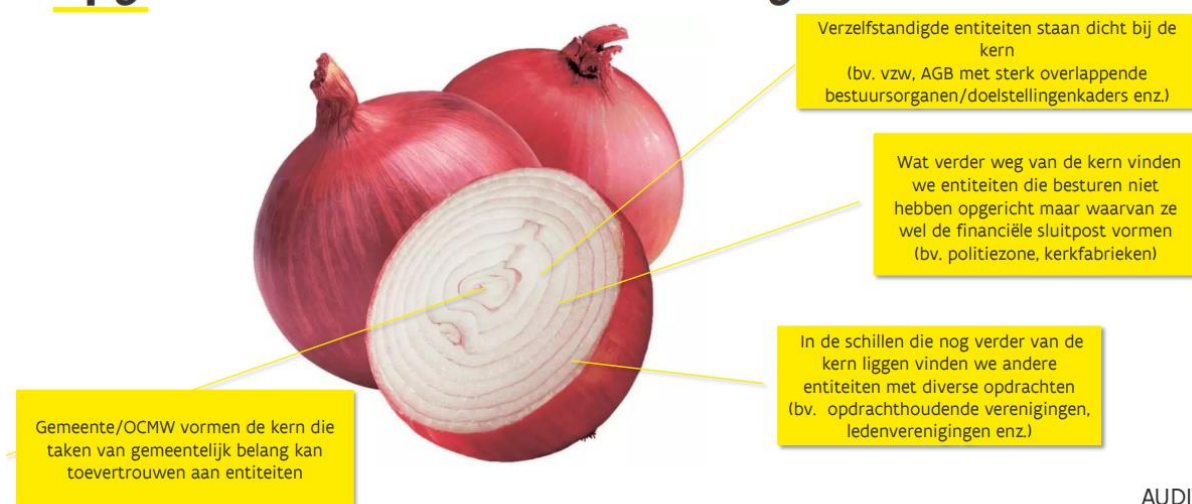 Verzelfstandigde entiteiten staan dicht bij de
kern
(bv. vzw, AGB met sterk overlappende
bestuursorganen/doelstellingenkaders enz.)
Wat verder weg van de kern vinden
we entiteiten die besturen niet
hebben opgericht maar waarvan ze
wel de financiële sluitpost vormen
(bv. politiezone, kerkfabrieken)
In de schillen die nog verder van de
kern liggen vinden we andere
entiteiten met diverse opdrachten
(bv. opdrachthoudende verenigingen,
ledenverenigingen enz.)
Gemeente/OCMW vormen de kern die
taken van gemeentelijk belang kan
toevertrouwen aan entiteiten
AUDI